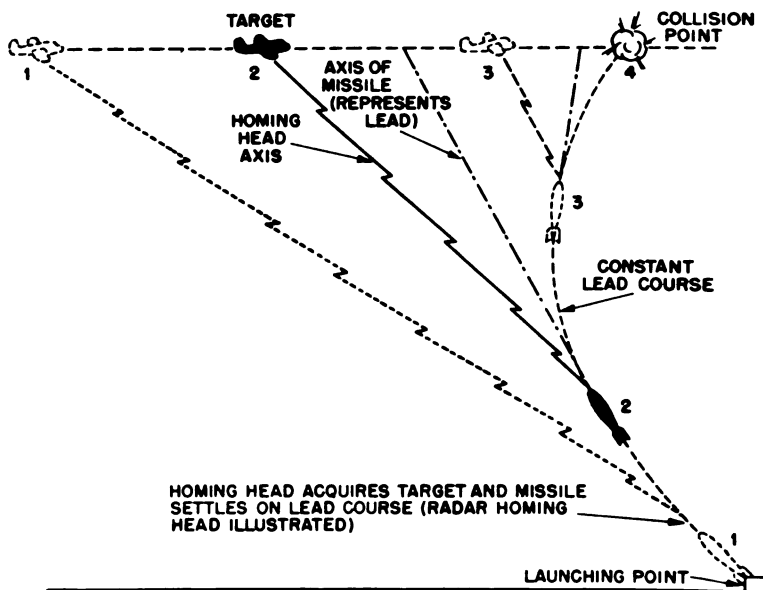 TARGET
COLLISION
POINT
1
2
3
4
AXIS OF
MISSILE
(REPRESENTS
LEAD)
HOMING
HEAD
AXIS
3
CONSTANT
LEAD COURSE
2
HOMING HEAD ACQUIRES TARGET AND MISSILE
SETTLES ON LEAD COURSE (RADAR HOMING
HEAD ILLUSTRATED)
1
LAUNCHING POINT